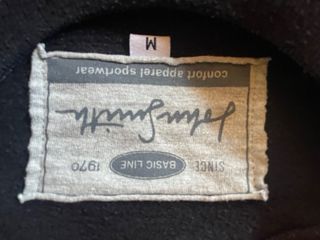 SINCE BASIC LINE 1970
John Smith
confort apparel sportwear
M